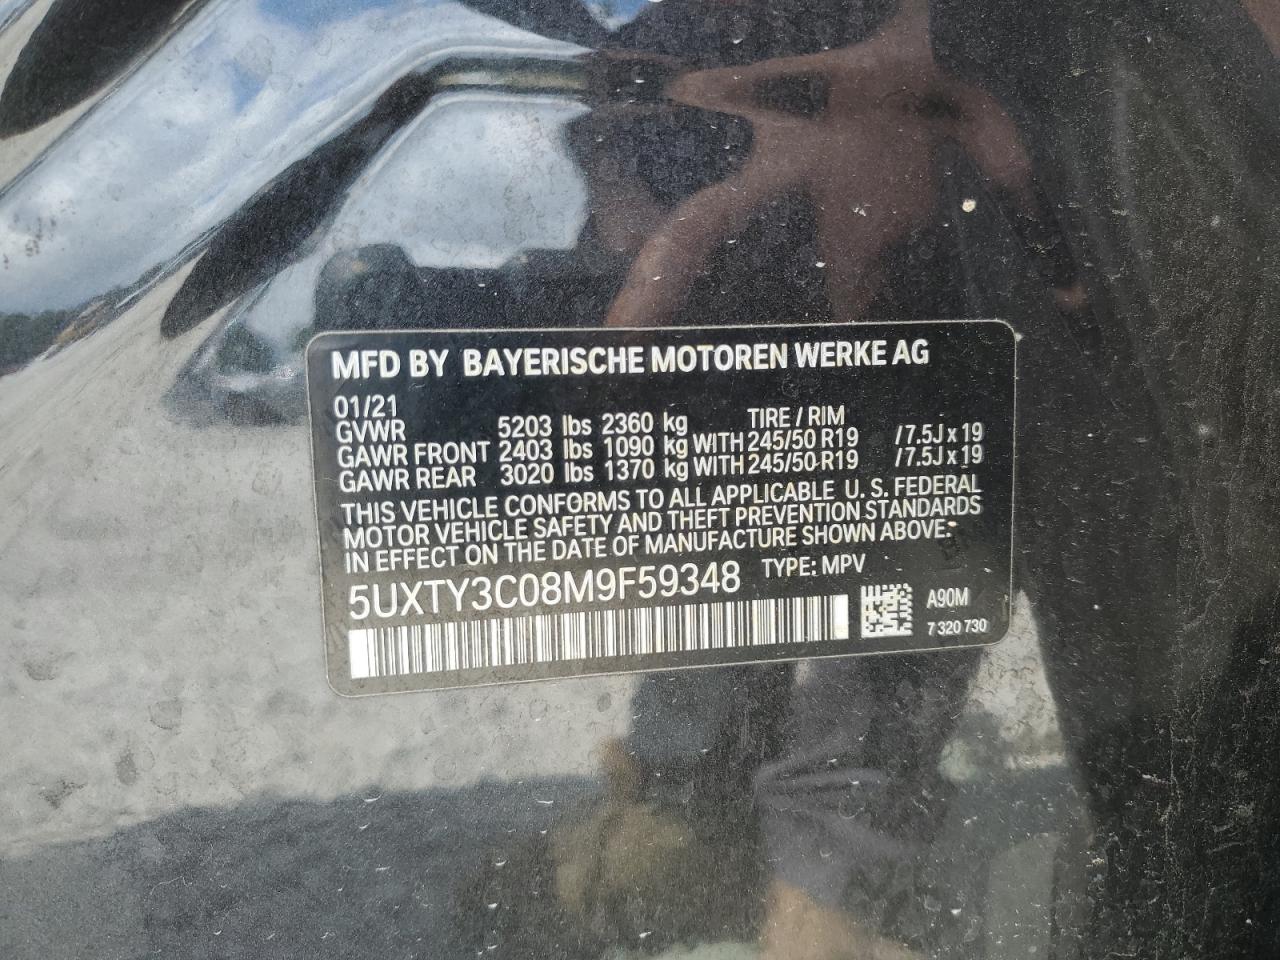 MFD BY BAYERISCHE MOTOREN WERKE AG
01/21
GVWR 5203 lbs 2360 kg TIRE / RIM
GAWR FRONT 2403 lbs 1090 kg WITH 245/50 R19 /7.5J x 19
GAWR REAR 3020 lbs 1370 kg WITH 245/50 R19 /7.5J x 19
THIS VEHICLE CONFORMS TO ALL APPLICABLE U. S. FEDERAL
MOTOR VEHICLE SAFETY AND THEFT PREVENTION STANDARDS
IN EFFECT ON THE DATE OF MANUFACTURE SHOWN ABOVE.
5UXTY3C08M9F59348 TYPE: MPV
A90M
7 320 730